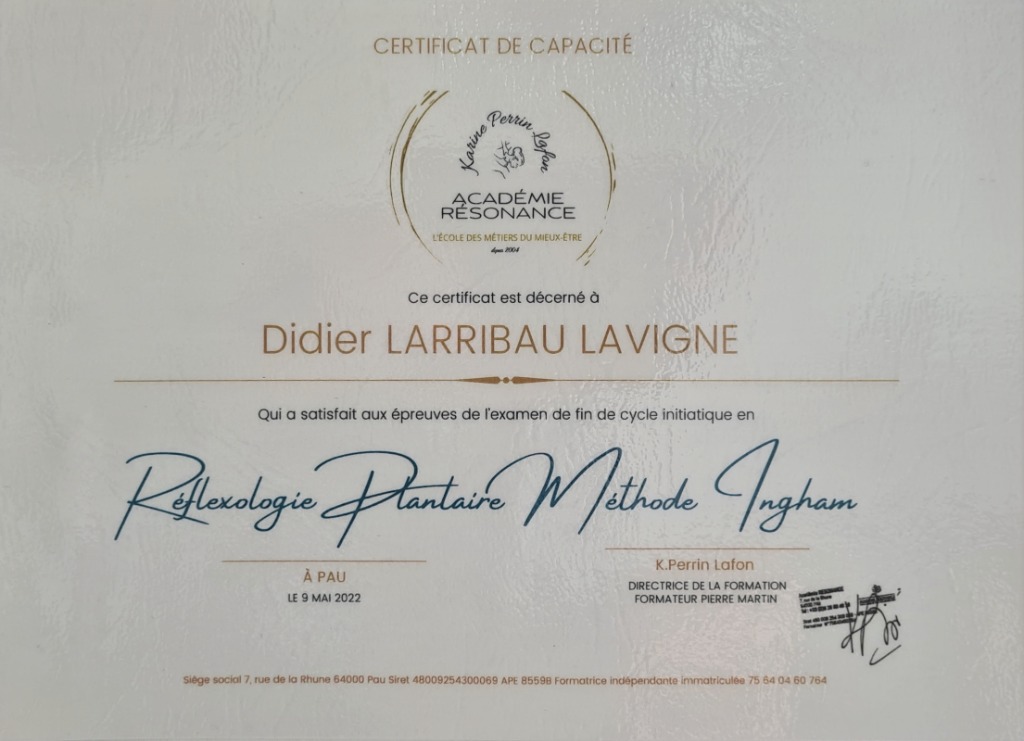 CERTIFICAT DE CAPACITÉ
Karine Perrin Lafon
ACADÉMIE
RÉSONANCE
L'ÉCOLE DES MÉTIERS DU MIEUX-ÊTRE
depuis 2004
Ce certificat est décerné à
Didier LARRIBAU LAVIGNE
Qui a satisfait aux épreuves de l'examen de fin de cycle initiatique en
Réflexologie Plantaire Méthode Ingham
À PAU
LE 9 MAI 2022
K.Perrin Lafon
DIRECTRICE DE LA FORMATION
FORMATEUR PIERRE MARTIN
RESONANCE
Siège social 7, rue de la Rhune 64000 Pau Siret 48009254300069 APE 8559B Formatrice indépendante immatriculée 75 64 04 60 764